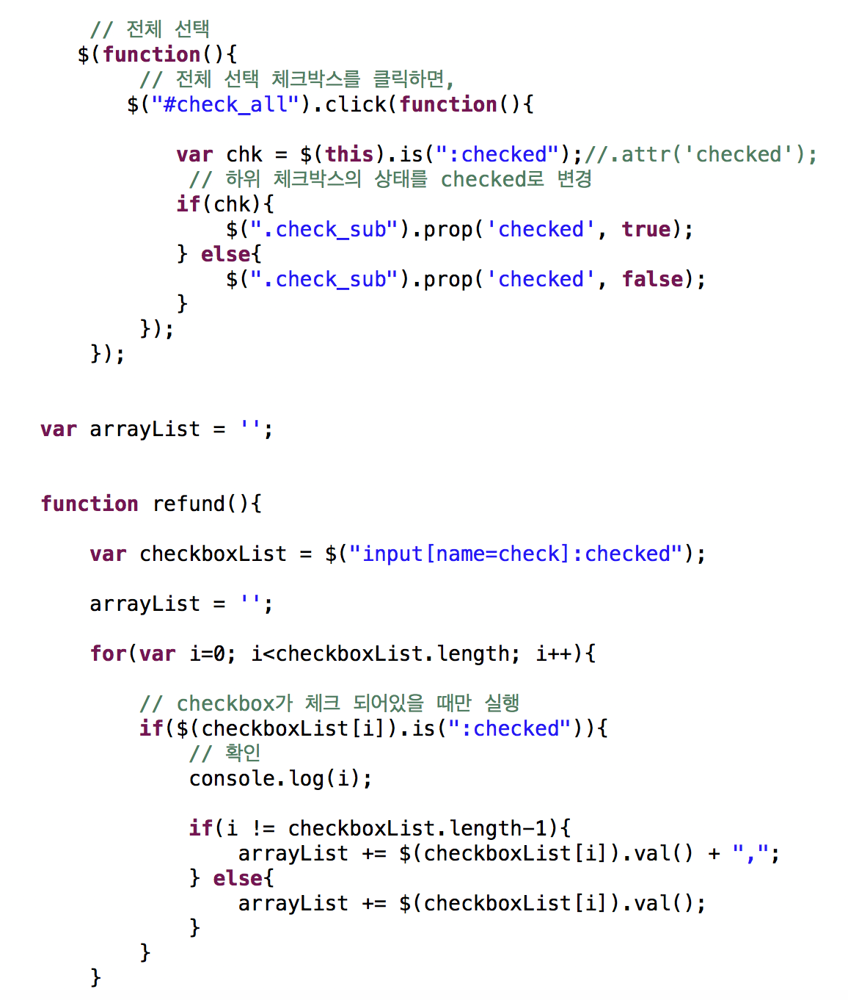 // 전체 선택
$(function(){
// 전체 선택 체크박스를 클릭하면,
$("#check_all").click(function(){
var chk = $(this).is(":checked");//.attr('checked');
// 하위 체크박스의 상태를 checked로 변경
if(chk){
$(".check_sub").prop('checked', true);
} else{
$(".check_sub").prop('checked', false);
}
});
});
var arrayList = '';
function refund(){
var checkboxList = $("input[name=check]:checked");
arrayList = '';
for(var i=0; i<checkboxList.length; i++){
// checkbox가 체크 되어있을 때만 실행
if($(checkboxList[i]).is(":checked")){
// 확인
console.log(i);
if(i != checkboxList.length-1){
arrayList += $(checkboxList[i]).val() + ",";
} else{
arrayList += $(checkboxList[i]).val();
}
}
}